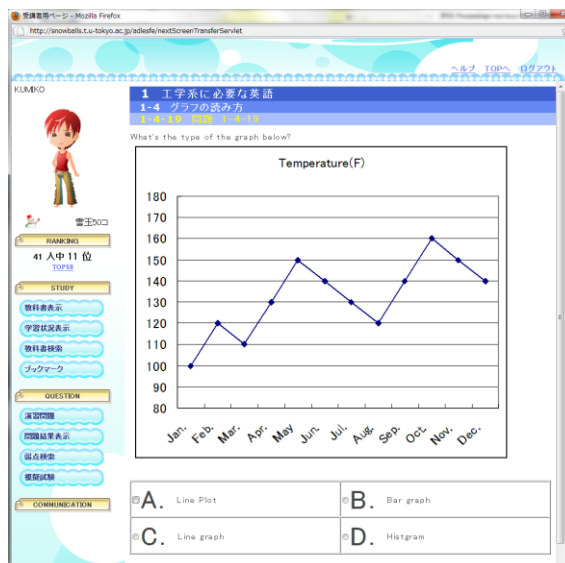 受講者用ページ - Mozilla Firefox
http://snowballs.t.u-tokyo.ac.jp/adlesfe/nextScreenTransferServlet
ヘルプ TOPへ ログアウト
KUMIKO
雪玉50コ
RANKING
41 人中 11 位
TOP50
STUDY
教科書表示
学習状況表示
教科書検索
ブックマーク
QUESTION
演習問題
問題結果表示
弱点検索
模擬試験
COMMUNICATION
1 工学系に必要な英語
1-4 グラフの読み方
1-4-19 問題 1-4-19
What's the type of the graph below?
Temperature(F)
180
170
160
150
140
130
120
110
100
90
80
Jan. Feb. Mar. Apr. May Jun. Jul. Aug. Sep. Oct. Nov. Dec.
A. Line Plot
B. Bar graph
C. Line graph
D. Histgram